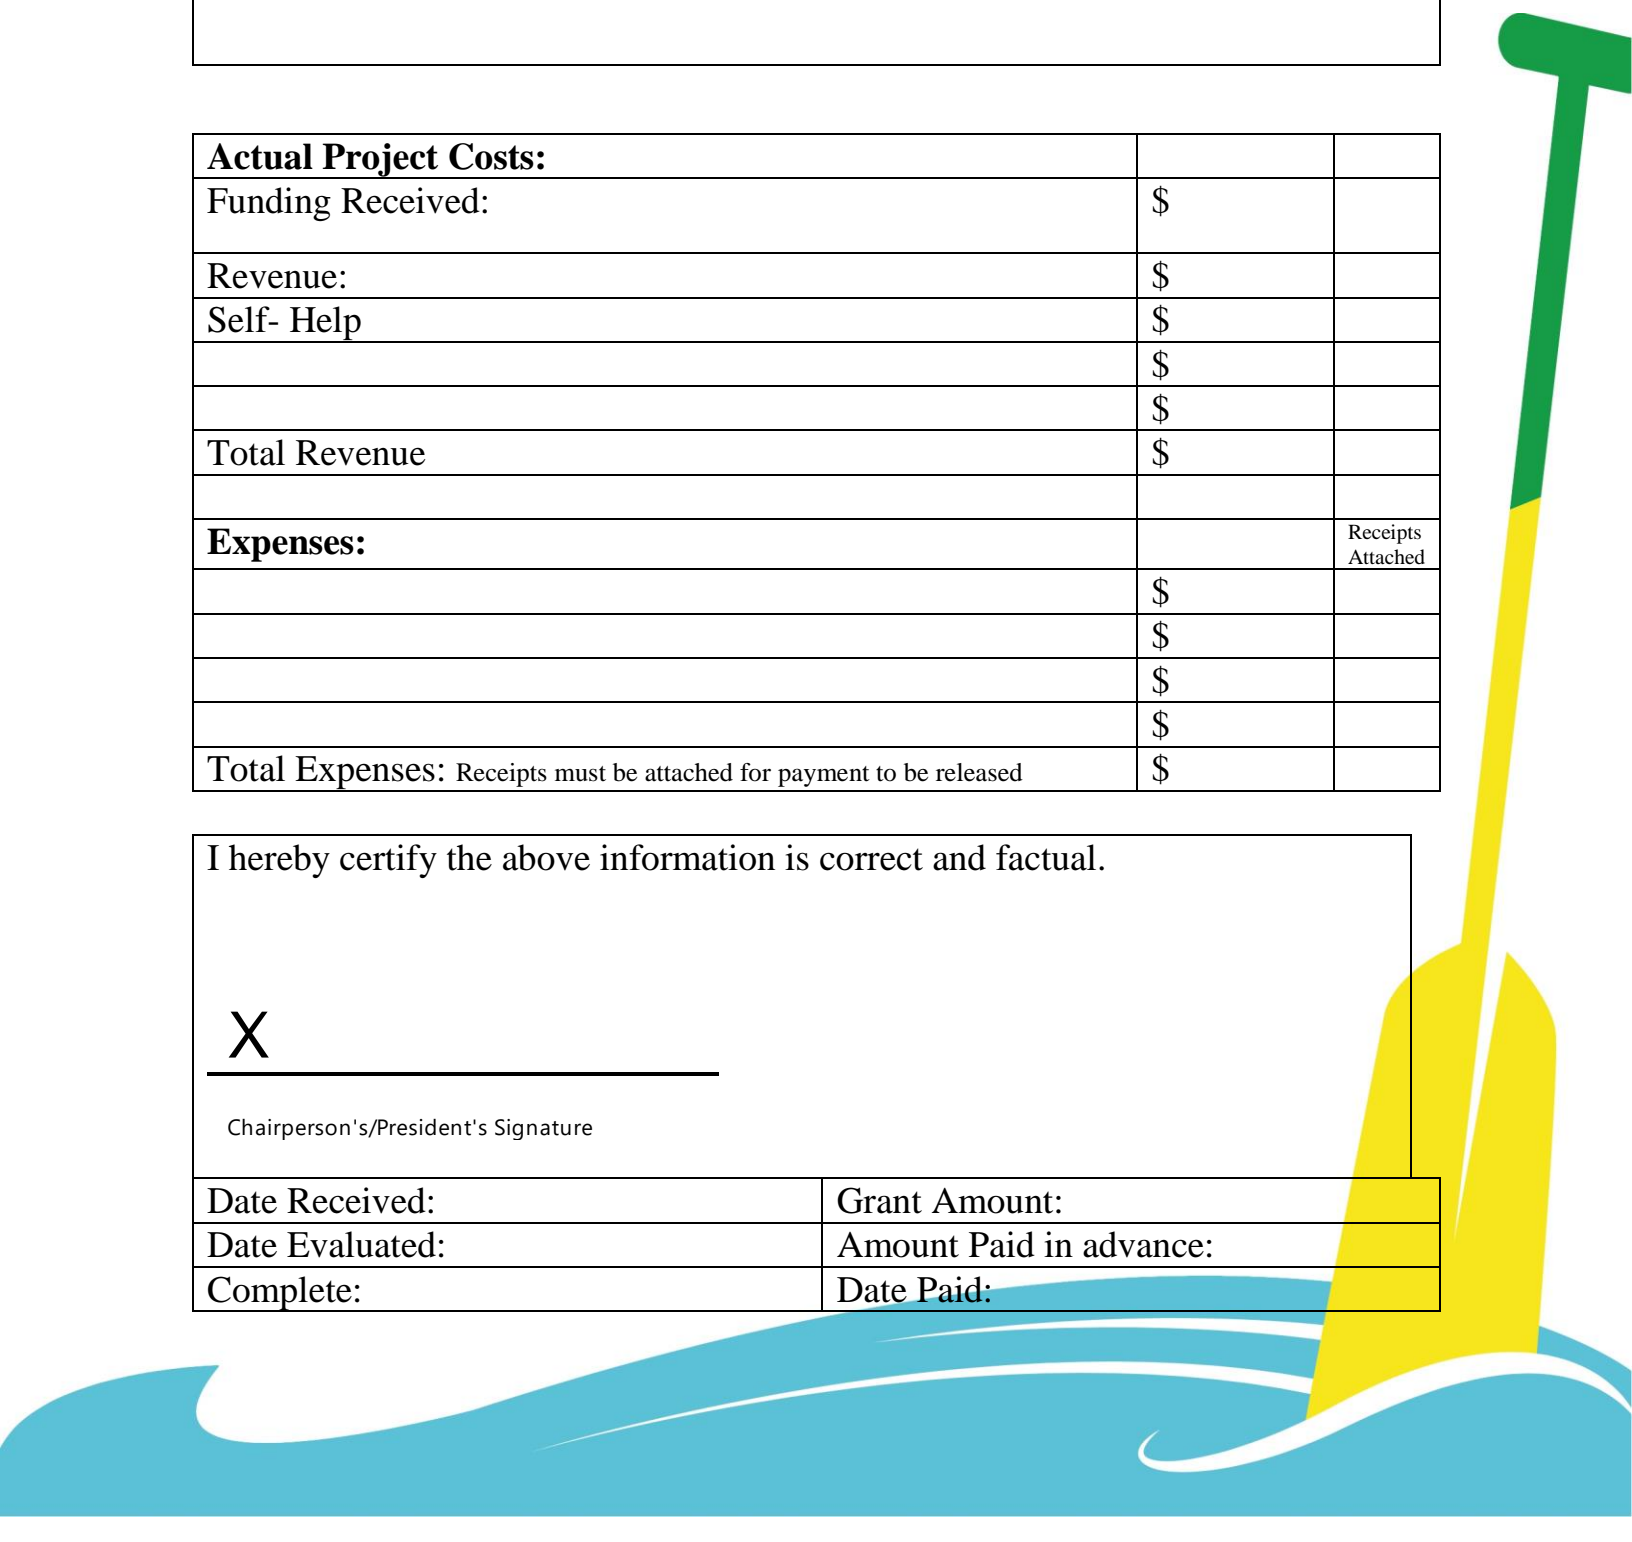 Actual Project Costs:
Funding Received: $
Revenue: $
Self- Help $
$
$
Total Revenue $
Expenses: Receipts
Attached
$
$
$
$
Total Expenses: Receipts must be attached for payment to be released $
I hereby certify the above information is correct and factual.
X
Chairperson's/President's Signature
Date Received: Grant Amount:
Date Evaluated: Amount Paid in advance:
Complete: Date Paid: